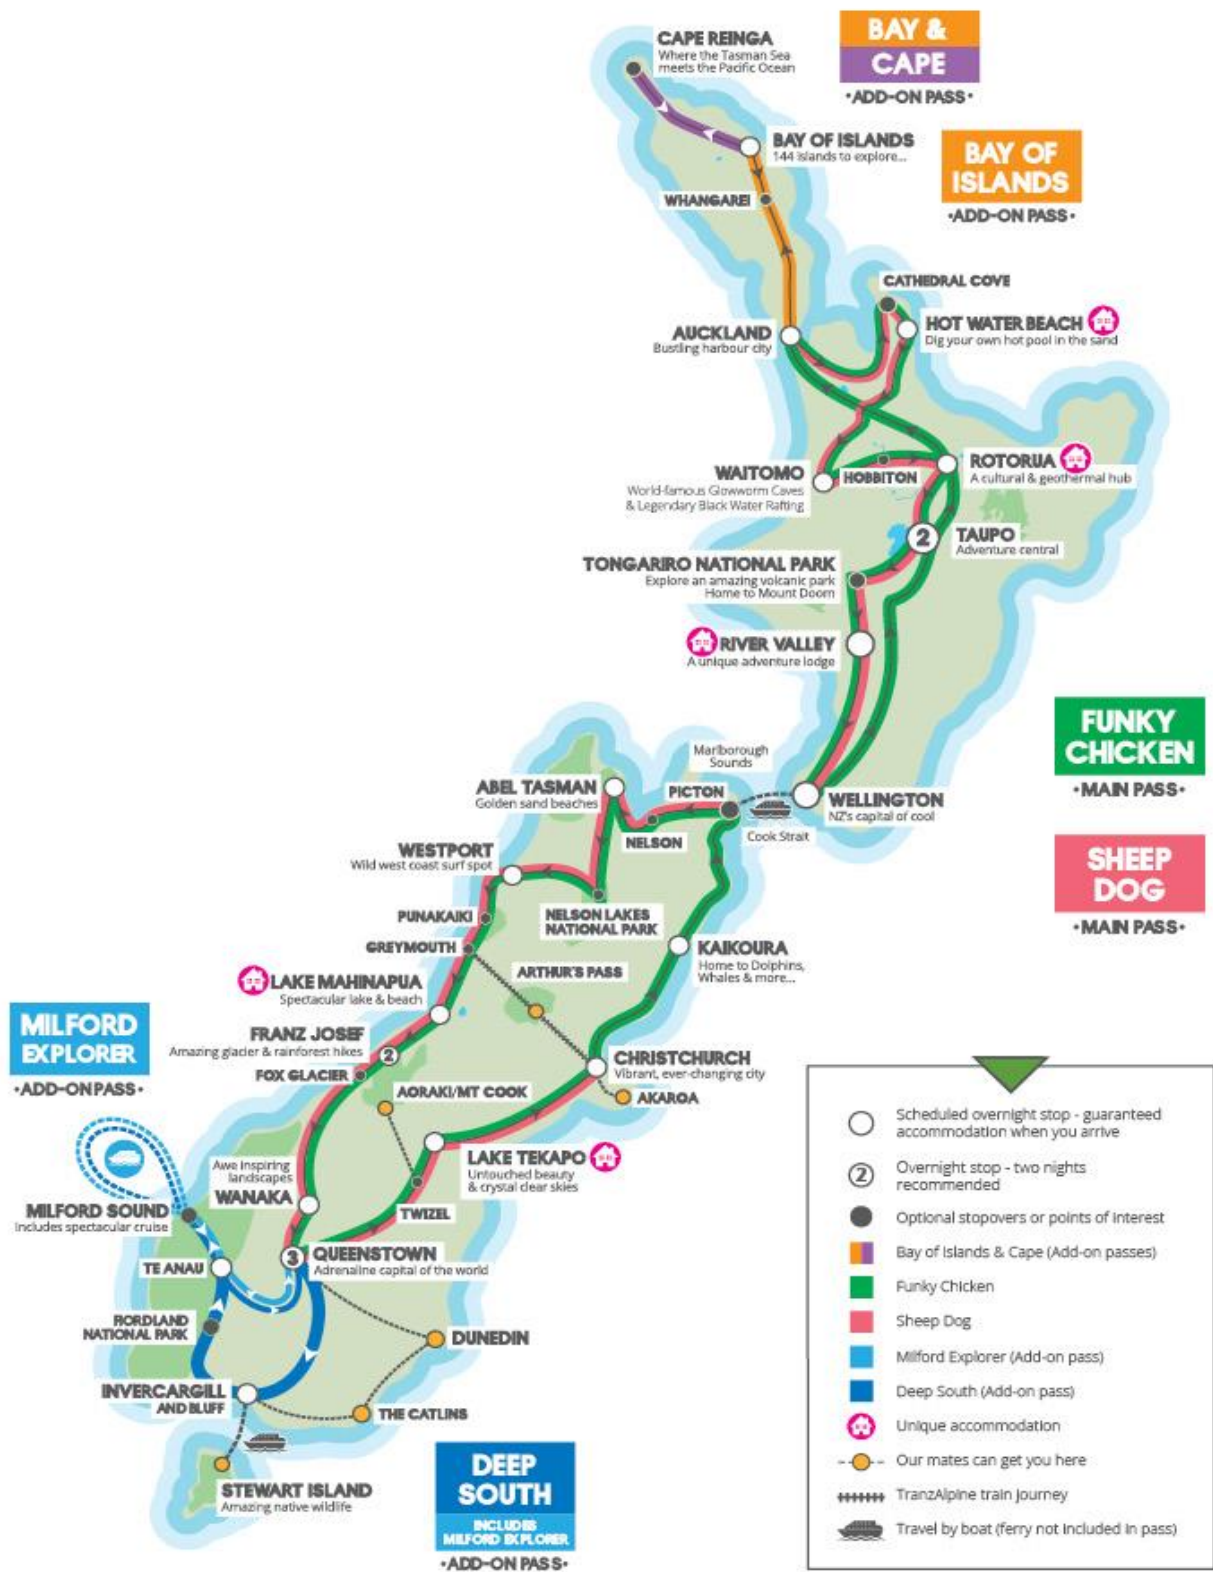 CAPE REINGA
Where the Tasman Sea
meets the Pacific Ocean
BAY &
CAPE
•ADD-ON PASS•
BAY OF ISLANDS
144 islands to explore...
BAY OF
ISLANDS
•ADD-ON PASS•
WHANGAREI
CATHEDRAL COVE
AUCKLAND
Bustling harbour city
HOT WATER BEACH
Dig your own hot pool in the sand
WAITOMO
World-famous Glowworm Caves
& Legendary Black Water Rafting
HOBBITON
ROTORUA
A cultural & geothermal hub
2
TAUPO
Adventure central
TONGARIRO NATIONAL PARK
Explore an amazing volcanic park
Home to Mount Doom
RIVER VALLEY
A unique adventure lodge
FUNKY
CHICKEN
•MAIN PASS•
Marlborough
Sounds
ABEL TASMAN
Golden sand beaches
PICTON
WELLINGTON
NZ's capital of cool
Cook Strait
NELSON
SHEEP
DOG
•MAIN PASS•
WESTPORT
Wild west coast surf spot
PUNAKAIKI
NELSON LAKES
NATIONAL PARK
GREYMOUTH
KAIKOURA
Home to Dolphins,
Whales & more...
ARTHUR'S PASS
LAKE MAHINAPUA
Spectacular lake & beach
MILFORD
EXPLORER
•ADD-ON PASS•
FRANZ JOSEF
Amazing glacier & rainforest hikes
2
FOX GLACIER
CHRISTCHURCH
Vibrant, ever-changing city
AORAKI/MT COOK
AKAROA
LAKE TEKAPO
Untouched beauty
& crystal clear skies
Awe inspiring
landscapes
WANAKA
TWIZEL
MILFORD SOUND
Includes spectacular cruise
TE ANAU
3
QUEENSTOWN
Adrenaline capital of the world
FIORDLAND
NATIONAL PARK
DUNEDIN
INVERCARGILL
AND BLUFF
THE CATLINS
STEWART ISLAND
Amazing native wildlife
DEEP
SOUTH
INCLUDES
MILFORD EXPLORER
•ADD-ON PASS•
Scheduled overnight stop - guaranteed
accommodation when you arrive
2
Overnight stop - two nights
recommended
Optional stopovers or points of interest
Bay of Islands & Cape (Add-on passes)
Funky Chicken
Sheep Dog
Milford Explorer (Add-on pass)
Deep South (Add-on pass)
Unique accommodation
Our mates can get you here
TranzAlpine train journey
Travel by boat (ferry not included in pass)